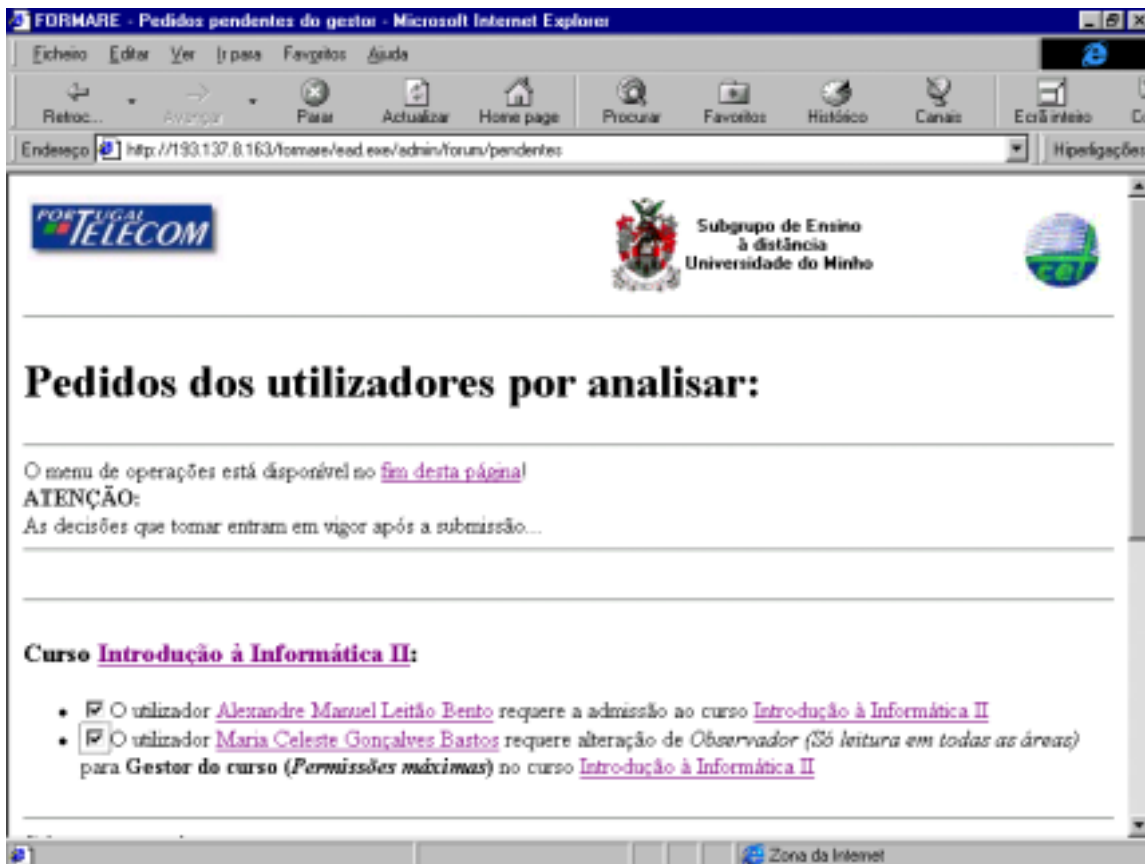 FORMARE - Pedidos pendentes do gestor - Microsoft Internet Explorer
Ficheiro Editar Ver Ir para Favoritos Ajuda
Retroc... Avançar Parar Actualizar Home page Procurar Favoritos Histórico Canais Ecrã inteiro
Endereço http://193.137.8.163/formare/ead.exe/admin/forum/pendentes Hiperligações
PORTUGAL
TELECOM
Subgrupo de Ensino
à distância
Universidade do Minho
cet
Pedidos dos utilizadores por analisar:
O menu de operações está disponível no fim desta página!
ATENÇÃO:
As decisões que tomar entram em vigor após a submissão...
Curso Introdução à Informática II:
O utilizador Alexandre Manuel Leitão Bento requere a admissão ao curso Introdução à Informática II
O utilizador Maria Celeste Gonçalves Bastos requere alteração de Observador (Só leitura em todas as áreas)
para Gestor do curso (Permissões máximas) no curso Introdução à Informática II
Zona da Internet